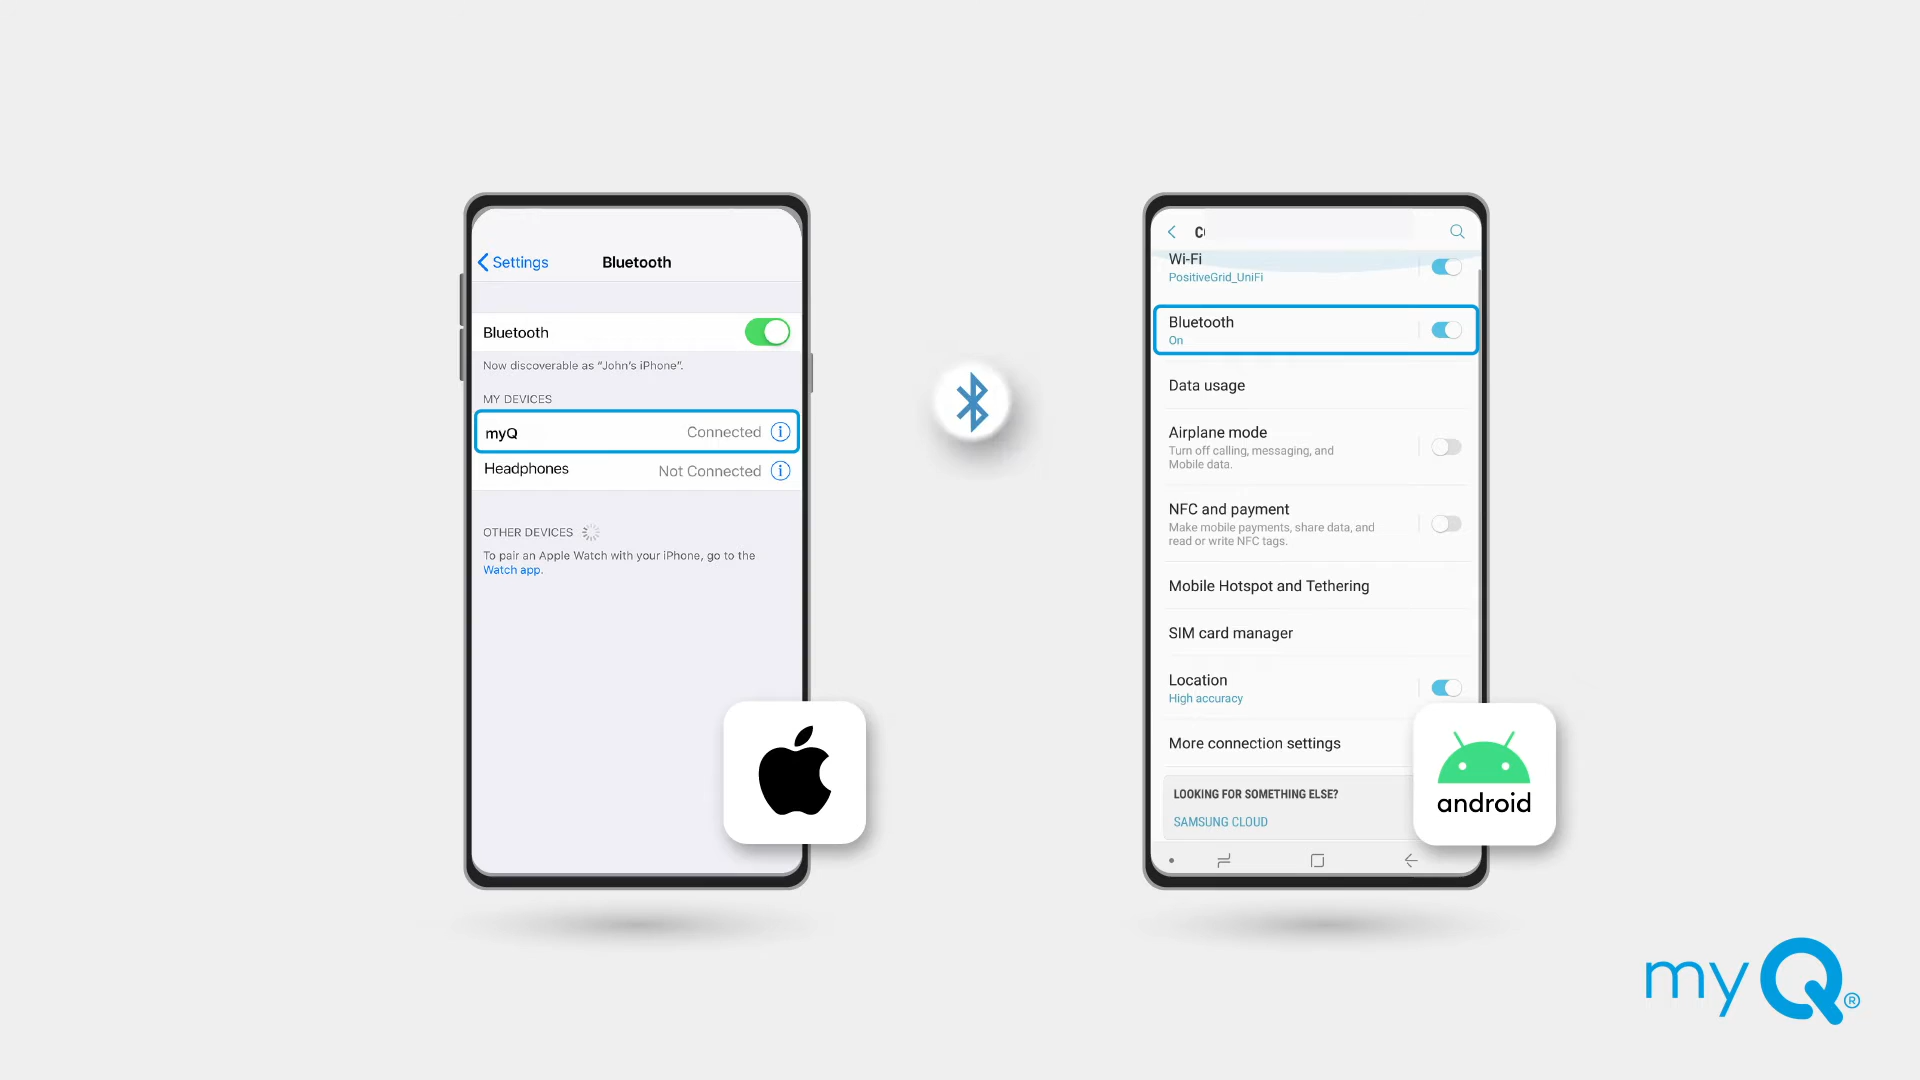 Settings
Bluetooth
Bluetooth
Now discoverable as “John's iPhone”.
MY DEVICES
myQ Connected
Headphones Not Connected
OTHER DEVICES
To pair an Apple Watch with your iPhone, go to the
Watch app.
Wi-Fi
PositiveGrid_UniFi
Bluetooth
On
Data usage
Airplane mode
Turn off calling, messaging, and
Mobile data.
NFC and payment
Make mobile payments, share data, and
read or write NFC tags.
Mobile Hotspot and Tethering
SIM card manager
Location
High accuracy
More connection settings
LOOKING FOR SOMETHING ELSE?
SAMSUNG CLOUD
android
myQ®